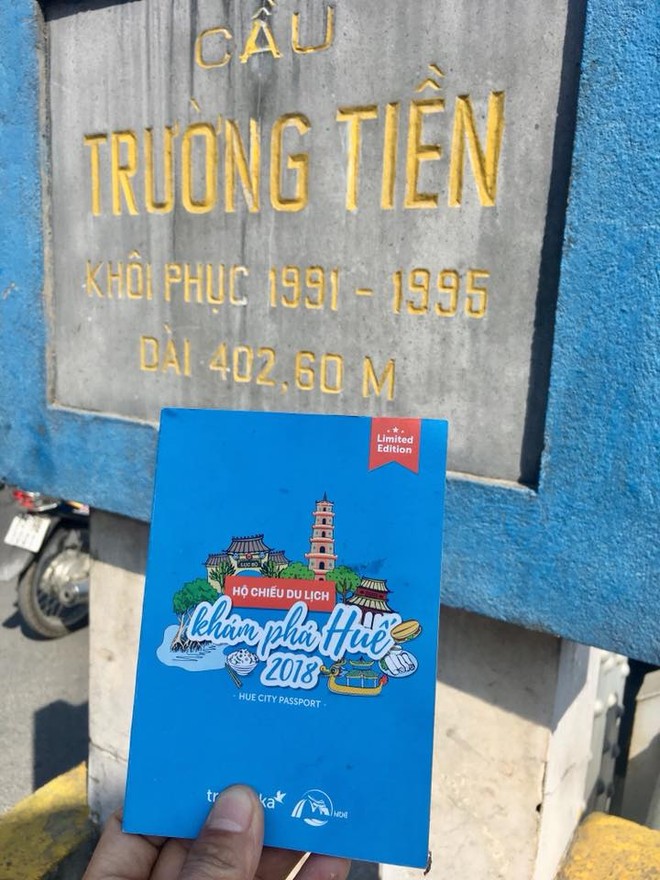 CẦU
TRƯỜNG TIỀN
KHÔI PHỤC 1991 - 1995
DÀI 402,60 M
Limited
Edition
HỘ CHIẾU DU LỊCH
khám phá Huế
2018
- HUE CITY PASSPORT -